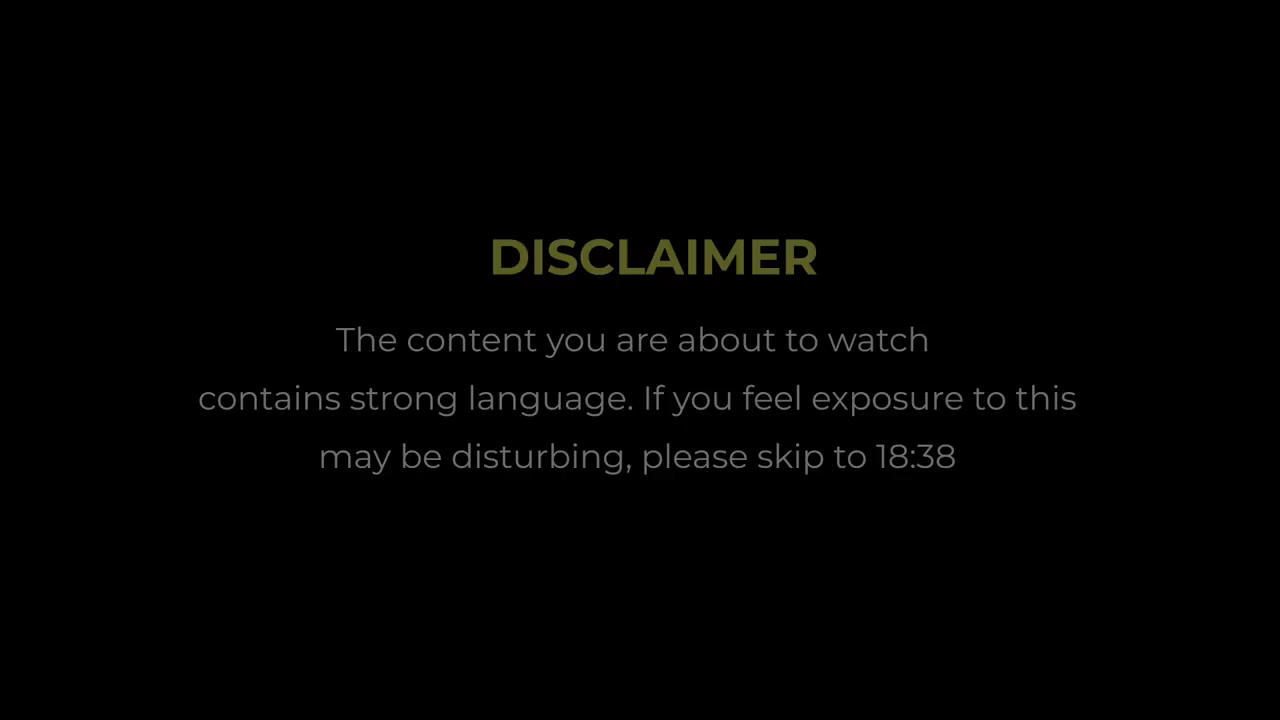 DISCLAIMER
The content you are about to watch
contains strong language. If you feel exposure to this
may be disturbing, please skip to 18:38